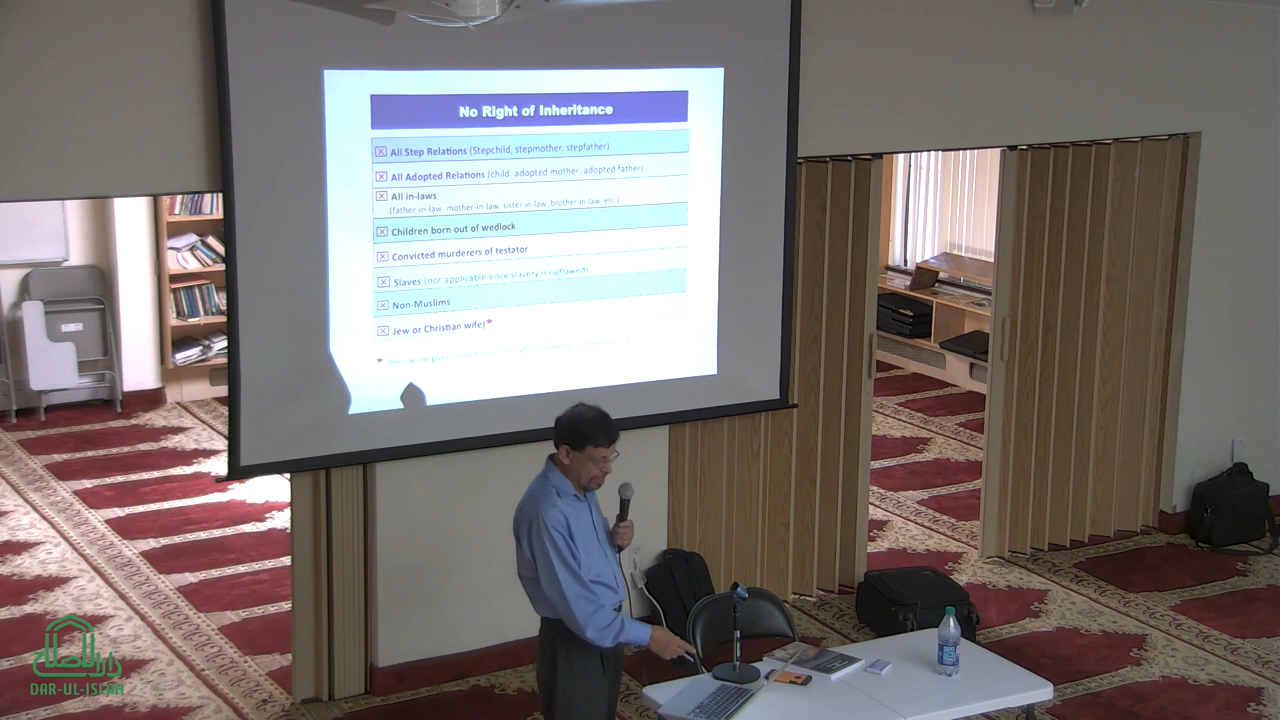 No Right of Inheritance
All Step Relations (Stepchild, stepmother, stepfather)
All Adopted Relations (child, adopted mother, adopted father)
All in-laws
(father-in-law, mother-in-law, sister in-law, brother in-law, etc.)
Children born out of wedlock
Convicted murderers of testator
Slaves (not applicable since slavery is outlawed)
Non-Muslims
Jew or Christian wife)*
*
دار الإصلاح
DAR-UL-ISLAH